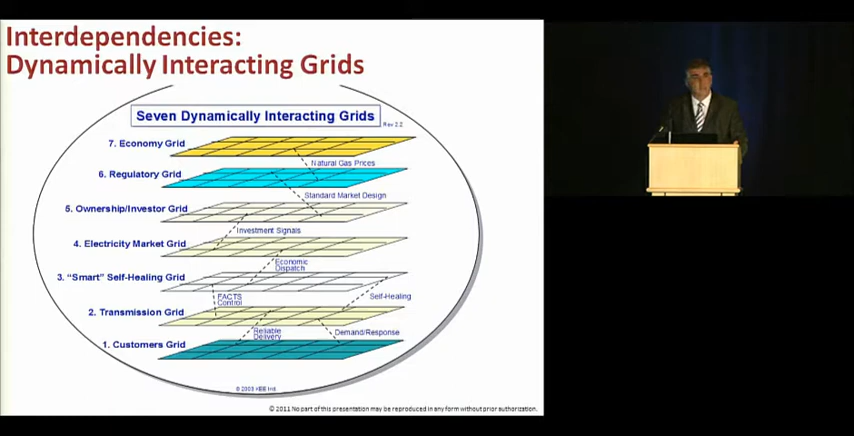 Interdependencies:
Dynamically Interacting Grids
Seven Dynamically Interacting Grids
Rev 2.2
7. Economy Grid
Natural Gas Prices
6. Regulatory Grid
Standard Market Design
5. Ownership/Investor Grid
Investment Signals
4. Electricity Market Grid
Economic
Dispatch
3. "Smart" Self-Healing Grid
FACTS
Control
Self-Healing
2. Transmission Grid
Reliable
Delivery
Demand/Response
1. Customers Grid
© 2011 No part of this presentation may be reproduced in any form without prior authorization.